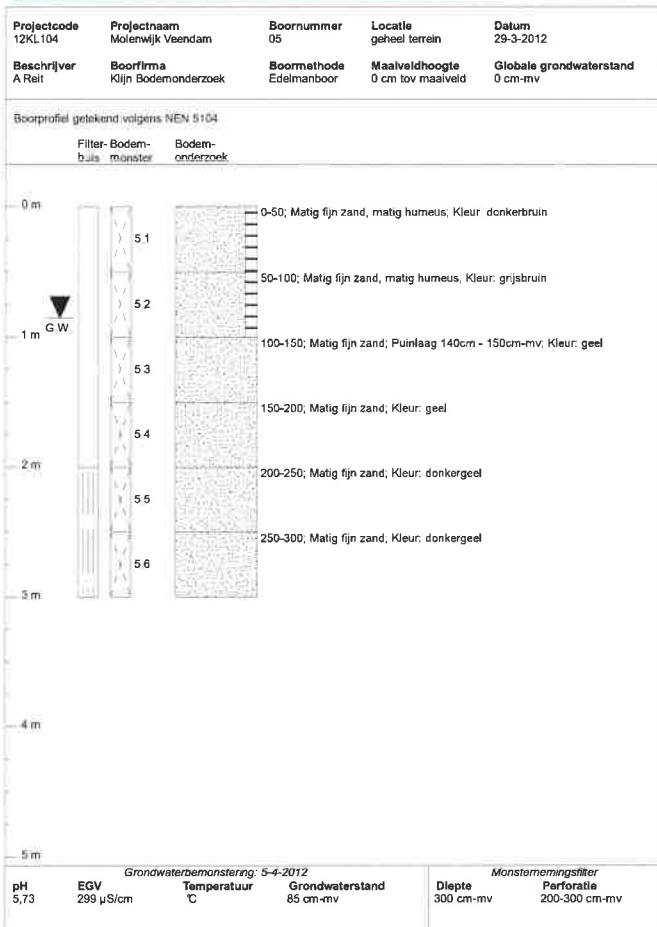 Projectcode Projectnaam Boornummer Locatie Datum
12KL104 Molenwijk Veendam 05 geheel terrein 29-3-2012
Beschrijver Boorfirma Boormethode Maaiveldhoogte Globale grondwaterstand
A Reit Klijn Bodemonderzoek Edelmanboor 0 cm tov maaiveld 0 cm-mv
Boorprofiel getekend volgens NEN 5104
Filter- Bodem- Bodem-
buis monster onderzoek
0 m 0-50; Matig fijn zand, matig humeus; Kleur donkerbruin
5.1
50-100; Matig fijn zand, matig humeus, Kleur: grijsbruin
5.2
G.W.
1 m 100-150; Matig fijn zand; Puinlaag 140cm - 150cm-mv; Kleur: geel
5.3
150-200; Matig fijn zand; Kleur: geel
5.4
2 m 200-250; Matig fijn zand; Kleur: donkergeel
5.5
250-300; Matig fijn zand; Kleur: donkergeel
5.6
3 m
4 m
5 m
Grondwaterbemonstering: 5-4-2012 Monsternemingsfilter
pH EGV Temperatuur Grondwaterstand Diepte Perforatie
5,73 299 µS/cm °C 85 cm-mv 300 cm-mv 200-300 cm-mv